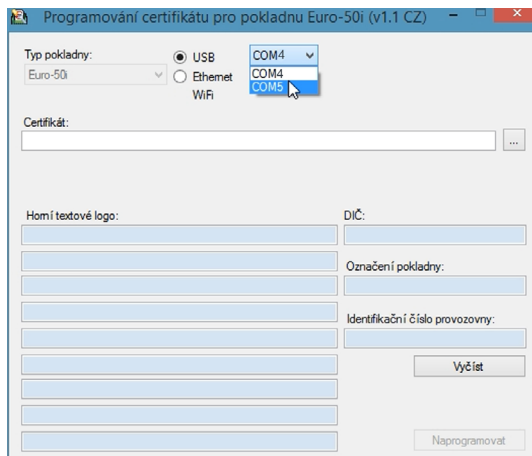 Programování certifikátu pro pokladnu Euro-50i (v1.1 CZ)
Typ pokladny:
Euro-50i
USB
Ethernet
WiFi
COM4
COM4
COM5
Certifikát:
...
Horní textové logo:
DIČ:
Označení pokladny:
Identifikační číslo provozovny:
Vyčíst
Naprogramovat